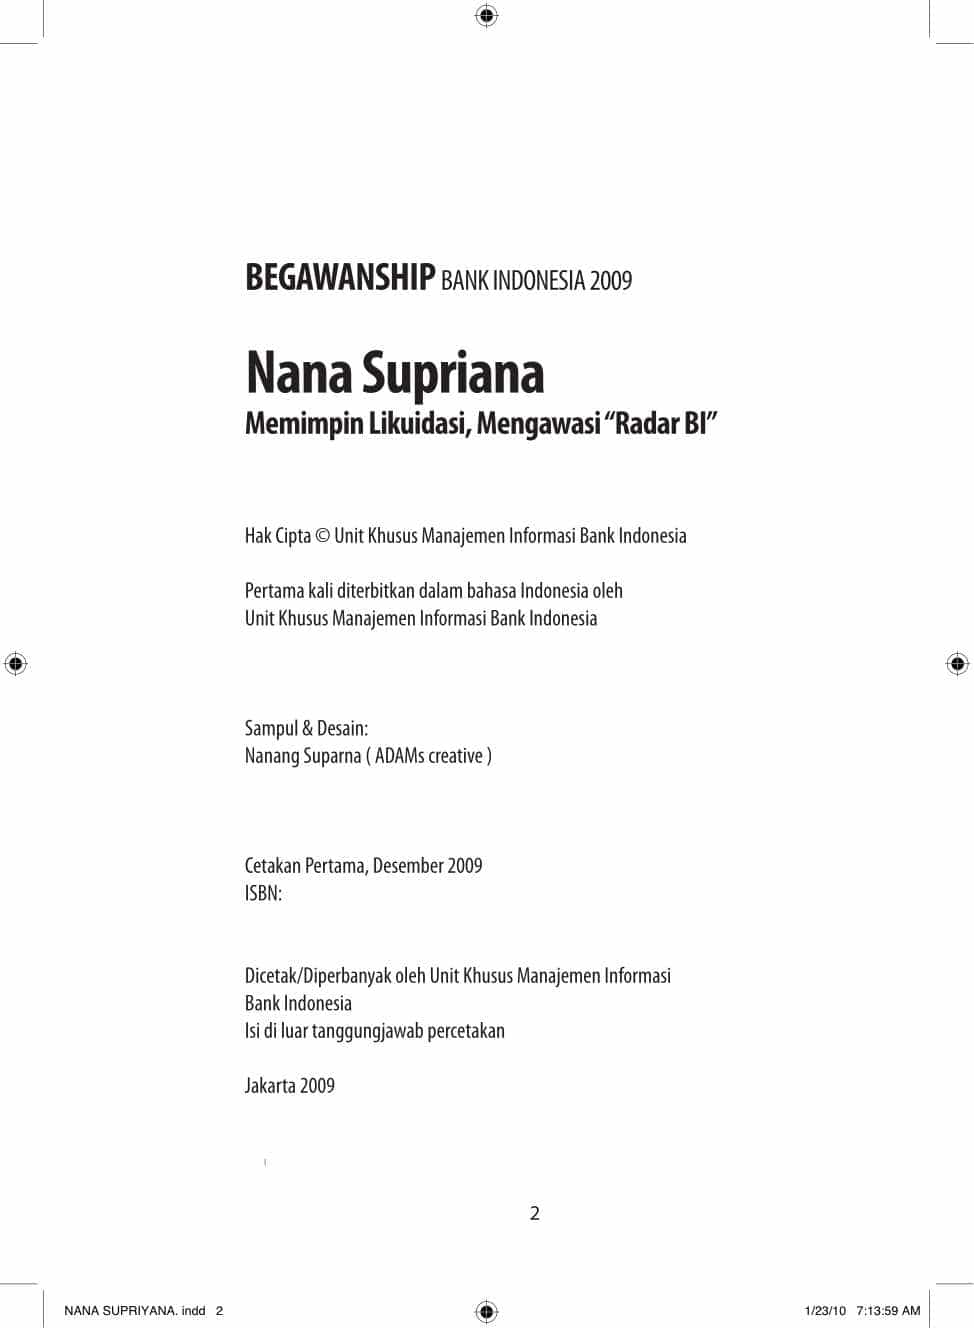 BEGAWANSHIP BANK INDONESIA 2009
Nana Supriana
Memimpin Likuidasi, Mengawasi “Radar BI”
Hak Cipta © Unit Khusus Manajemen Informasi Bank Indonesia
Pertama kali diterbitkan dalam bahasa Indonesia oleh
Unit Khusus Manajemen Informasi Bank Indonesia
Sampul & Desain:
Nanang Suparna ( ADAMs creative )
Cetakan Pertama, Desember 2009
ISBN:
Dicetak/Diperbanyak oleh Unit Khusus Manajemen Informasi
Bank Indonesia
Isi di luar tanggungjawab percetakan
Jakarta 2009
2
NANA SUPRIYANA. indd 2 1/23/10 7:13:59 AM